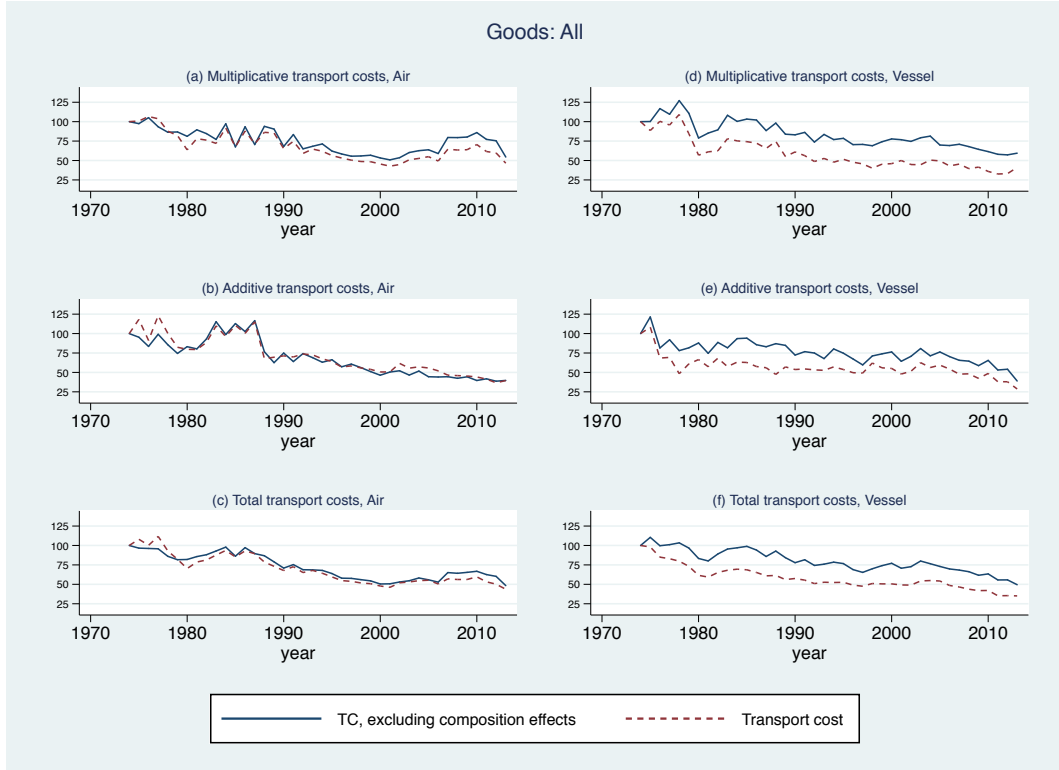 Goods: All
(a) Multiplicative transport costs, Air
125
100
75
50
25
1970 1980 1990 2000 2010
year
(d) Multiplicative transport costs, Vessel
125
100
75
50
25
1970 1980 1990 2000 2010
year
(b) Additive transport costs, Air
125
100
75
50
25
1970 1980 1990 2000 2010
year
(e) Additive transport costs, Vessel
125
100
75
50
25
1970 1980 1990 2000 2010
year
(c) Total transport costs, Air
125
100
75
50
25
1970 1980 1990 2000 2010
year
(f) Total transport costs, Vessel
125
100
75
50
25
1970 1980 1990 2000 2010
year
TC, excluding composition effects Transport cost